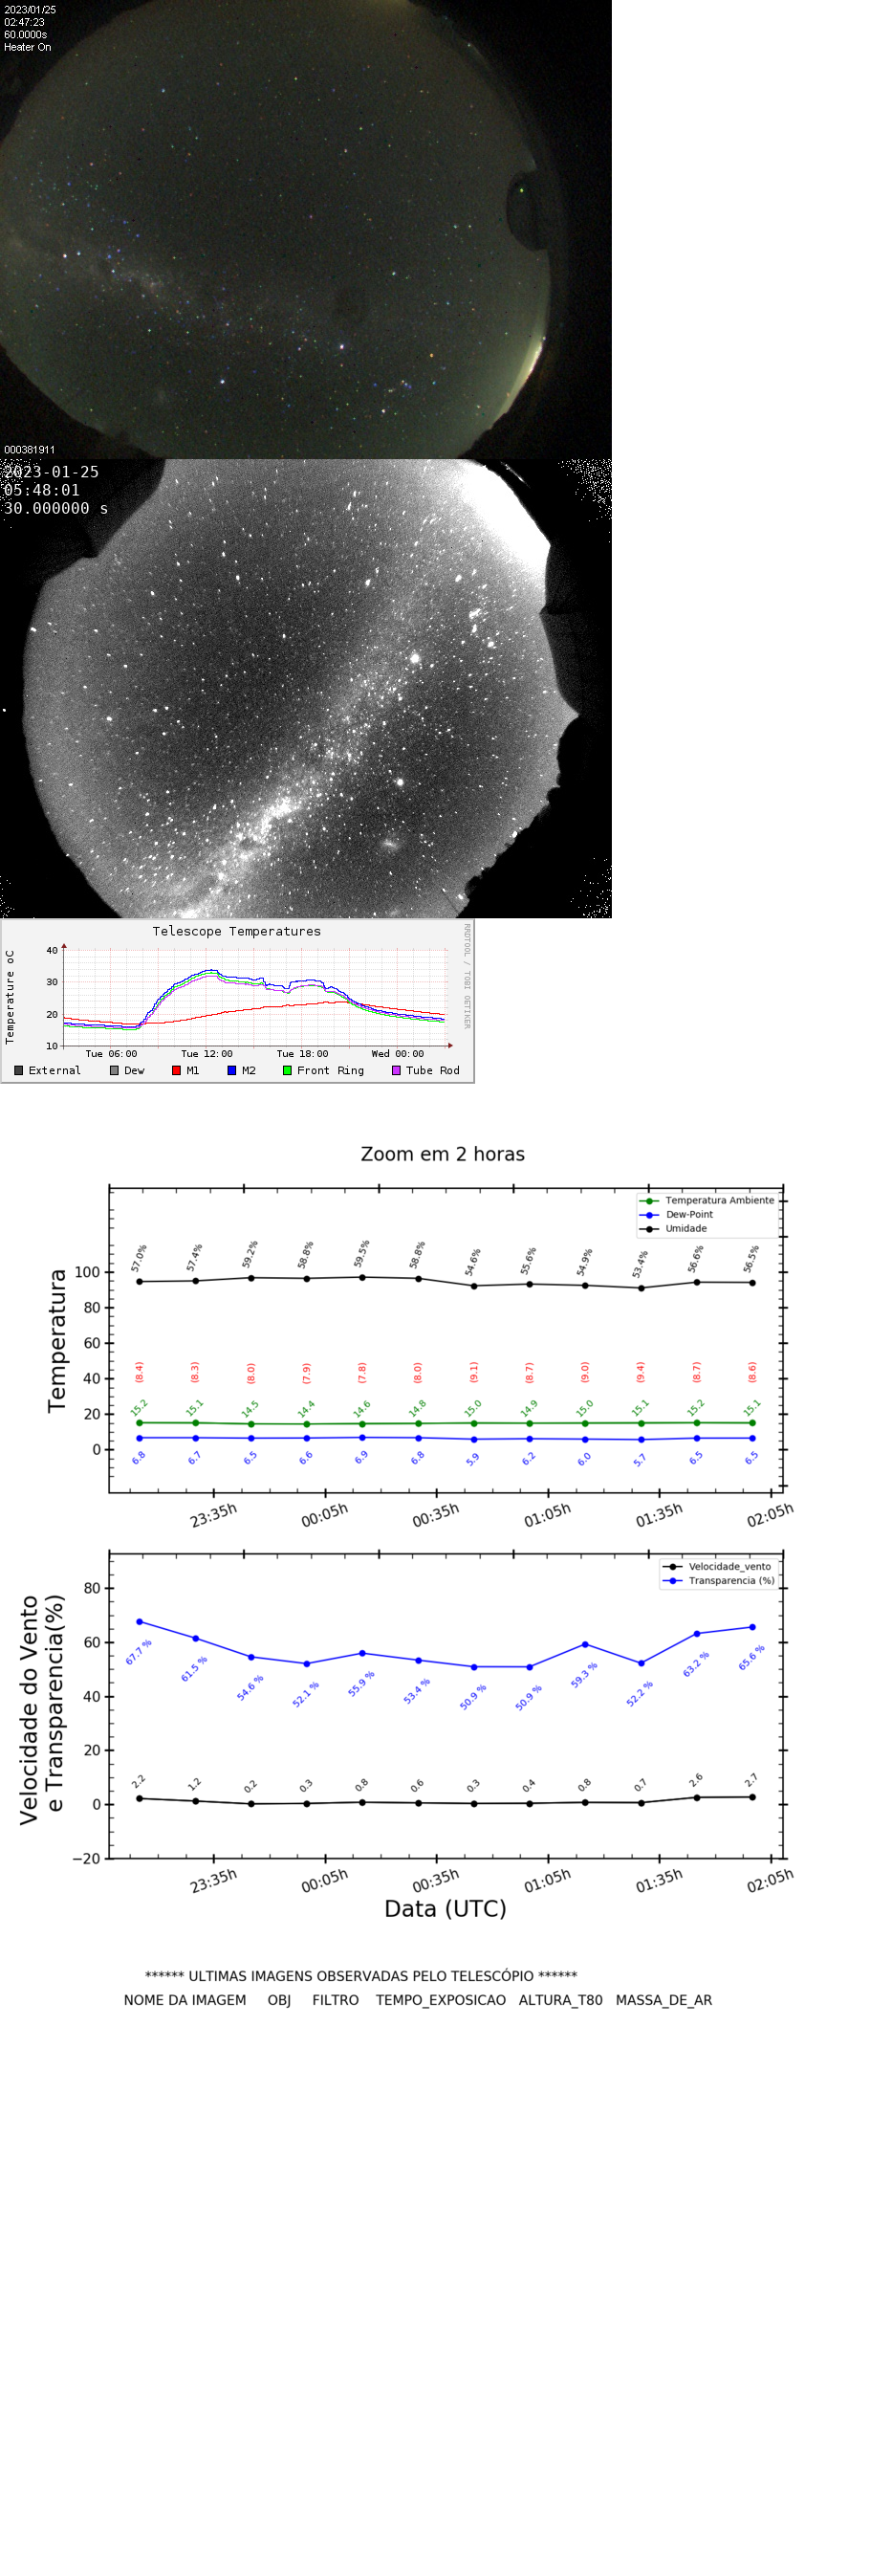 2023/01/25
02:47:23
60.0000s
Heater On
000381911
2023-01-25
05:48:01
30.000000 s
Telescope Temperatures
RRDTOOL / TOBI OETIKER
Temperature oC
40
30
20
10
Tue 06:00 Tue 12:00 Tue 18:00 Wed 00:00
External Dew M1 M2 Front Ring Tube Rod
Zoom em 2 horas
Temperatura Ambiente
Dew-Point
Umidade
Temperatura
100
80
60
40
20
0
57.0% 57.4% 59.2% 58.8% 59.5% 58.8% 54.6% 55.6% 54.9% 53.4% 56.6% 56.5%
(8.4) (8.3) (8.0) (7.9) (7.8) (8.0) (9.1) (8.7) (9.0) (9.4) (8.7) (8.6)
15.2 15.1 14.5 14.4 14.6 14.8 15.0 14.9 15.0 15.1 15.2 15.1
6.8 6.7 6.5 6.6 6.9 6.8 5.9 6.2 6.0 5.7 6.5 6.5
23:35h 00:05h 00:35h 01:05h 01:35h 02:05h
Velocidade_vento
Transparencia (%)
Velocidade do Vento
e Transparencia(%)
80
60
40
20
0
−20
67.7 % 61.5 % 54.6 % 52.1 % 55.9 % 53.4 % 50.9 % 50.9 % 59.3 % 52.2 % 63.2 % 65.6 %
2.2 1.2 0.2 0.3 0.8 0.6 0.3 0.4 0.8 0.7 2.6 2.7
23:35h 00:05h 00:35h 01:05h 01:35h 02:05h
Data (UTC)
****** ULTIMAS IMAGENS OBSERVADAS PELO TELESCÓPIO ******
NOME DA IMAGEM OBJ FILTRO TEMPO_EXPOSICAO ALTURA_T80 MASSA_DE_AR